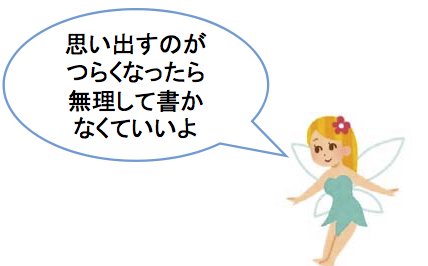 思い出すのが
つらくなったら
無理して書か
なくていいよ